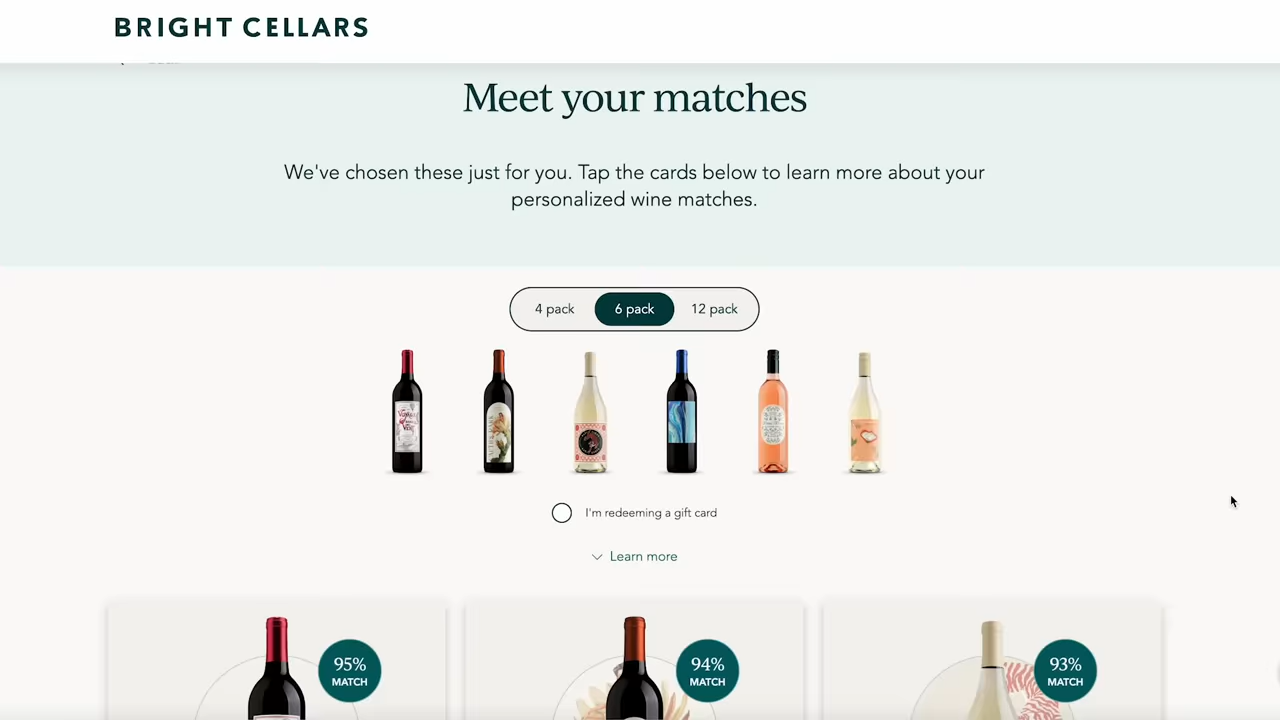 BRIGHT CELLARS
Meet your matches
We've chosen these just for you. Tap the cards below to learn more about your
personalized wine matches.
4 pack
6 pack
12 pack
I'm redeeming a gift card
Learn more
95%
MATCH
94%
MATCH
93%
MATCH